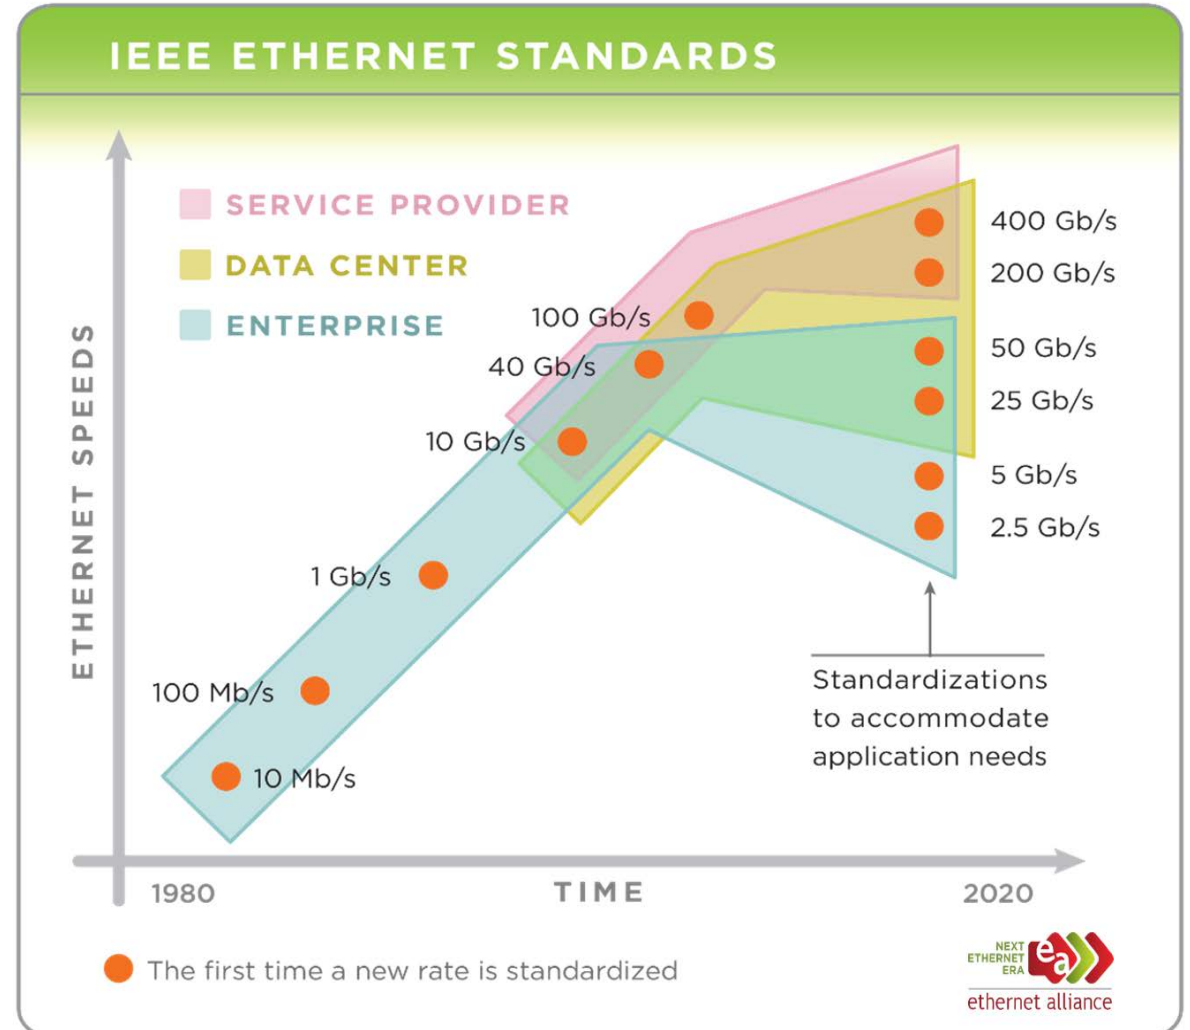 IEEE ETHERNET STANDARDS
SERVICE PROVIDER
DATA CENTER
ENTERPRISE
ETHERNET SPEEDS
400 Gb/s
200 Gb/s
100 Gb/s
50 Gb/s
40 Gb/s
25 Gb/s
10 Gb/s
5 Gb/s
2.5 Gb/s
1 Gb/s
100 Mb/s
10 Mb/s
Standardizations
to accommodate
application needs
1980
TIME
2020
The first time a new rate is standardized
NEXT
ETHERNET
ERA
ea
ethernet alliance